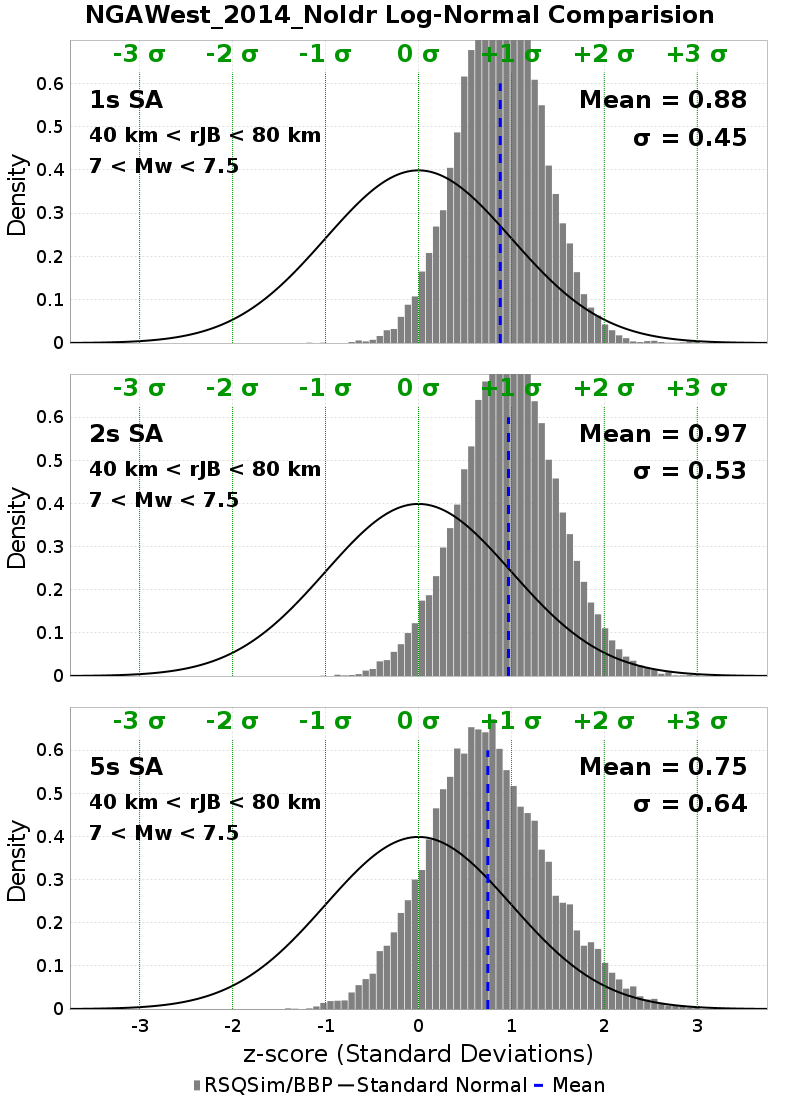 NGAWest_2014_NoIdr Log-Normal Comparision
-3 σ -2 σ -1 σ 0 σ +1 σ +2 σ +3 σ
1s SA
Mean = 0.88
40 km < rJB < 80 km
σ = 0.45
7 < Mw < 7.5
0.6
0.5
0.4
0.3
0.2
0.1
0
Density
-3 σ -2 σ -1 σ 0 σ +1 σ +2 σ +3 σ
2s SA
Mean = 0.97
40 km < rJB < 80 km
σ = 0.53
7 < Mw < 7.5
0.6
0.5
0.4
0.3
0.2
0.1
0
Density
-3 σ -2 σ -1 σ 0 σ +1 σ +2 σ +3 σ
5s SA
Mean = 0.75
40 km < rJB < 80 km
σ = 0.64
7 < Mw < 7.5
0.6
0.5
0.4
0.3
0.2
0.1
0
Density
-3 -2 -1 0 1 2 3
z-score (Standard Deviations)
RSQSim/BBP Standard Normal Mean